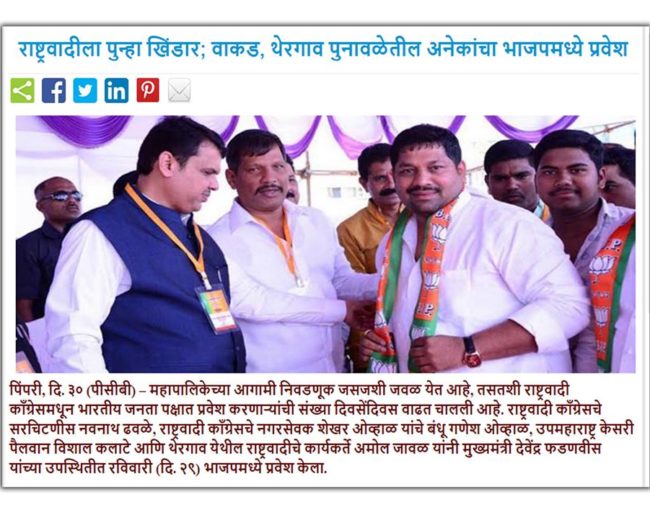 राष्ट्रवादीला पुन्हा खिंडार; वाकड, थेरगाव पुनावळेतील अनेकांचा भाजपमध्ये प्रवेश
पिंपरी, दि. ३० (पीसीबी) – महापालिकेच्या आगामी निवडणूक जसजशी जवळ येत आहे, तसतशी राष्ट्रवादी
काँग्रेसमधून भारतीय जनता पक्षात प्रवेश करणाऱ्यांची संख्या दिवसेंदिवस वाढत चालली आहे. राष्ट्रवादी काँग्रेसचे
सरचिटणीस नवनाथ ढवळे, राष्ट्रवादी काँग्रेसचे नगरसेवक शेखर ओव्हाळ यांचे बंधू गणेश ओव्हाळ, उपमहाराष्ट्र केसरी
पैलवान विशाल कलाटे आणि थेरगाव येथील राष्ट्रवादीचे कार्यकर्ते अमोल जावळ यांनी मुख्यमंत्री देवेंद्र फडणवीस
यांच्या उपस्थितीत रविवारी (दि. २९) भाजपमध्ये प्रवेश केला.